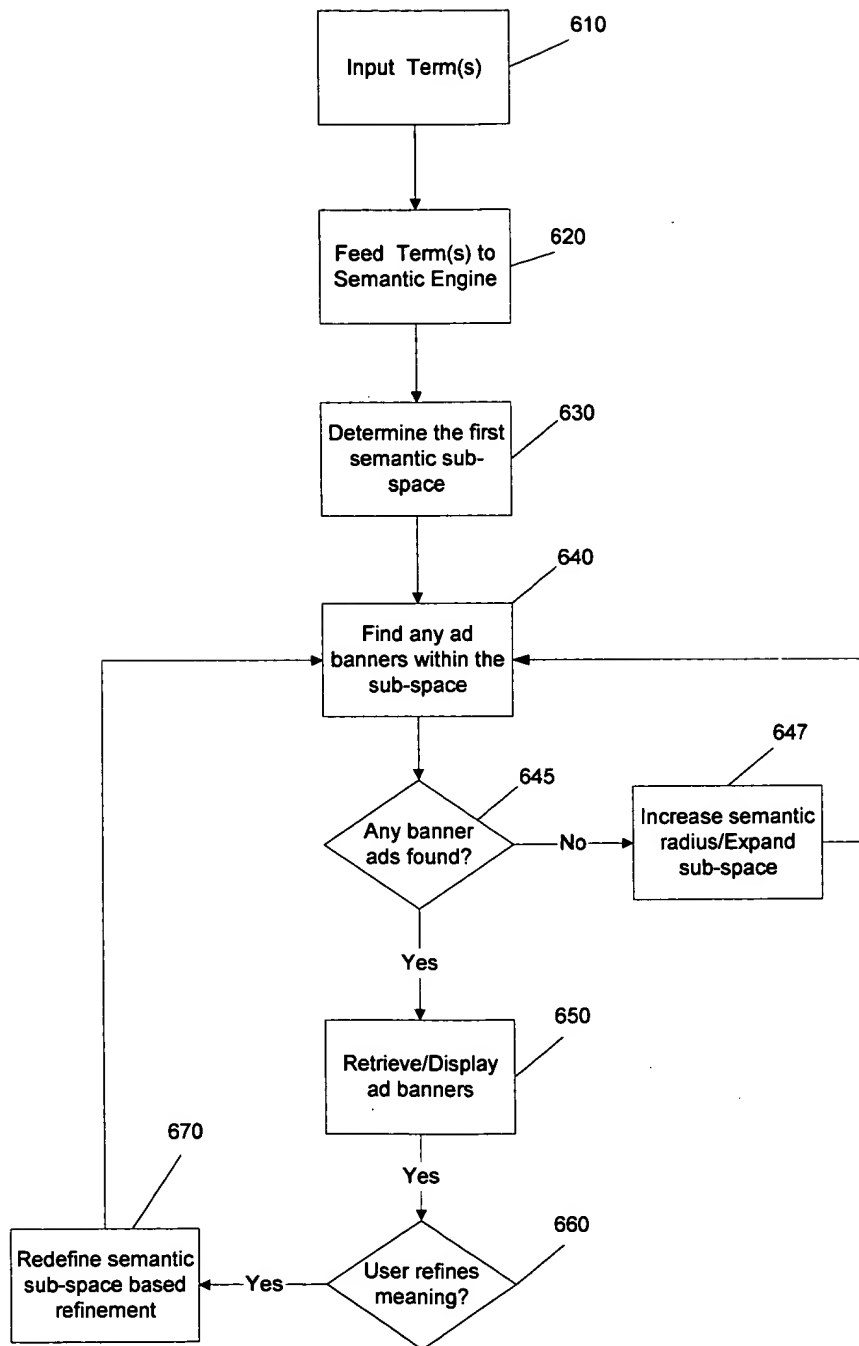 610
Input Term(s)
Feed Term(s) to
Semantic Engine
620
Determine the first
semantic sub-
space
630
640
Find any ad
banners within the
sub-space
645
647
Any banner
ads found?
No
Increase semantic
radius/Expand
sub-space
Yes
650
Retrieve/Display
ad banners
670
Yes
660
Redefine semantic
sub-space based
refinement
Yes
User refines
meaning?